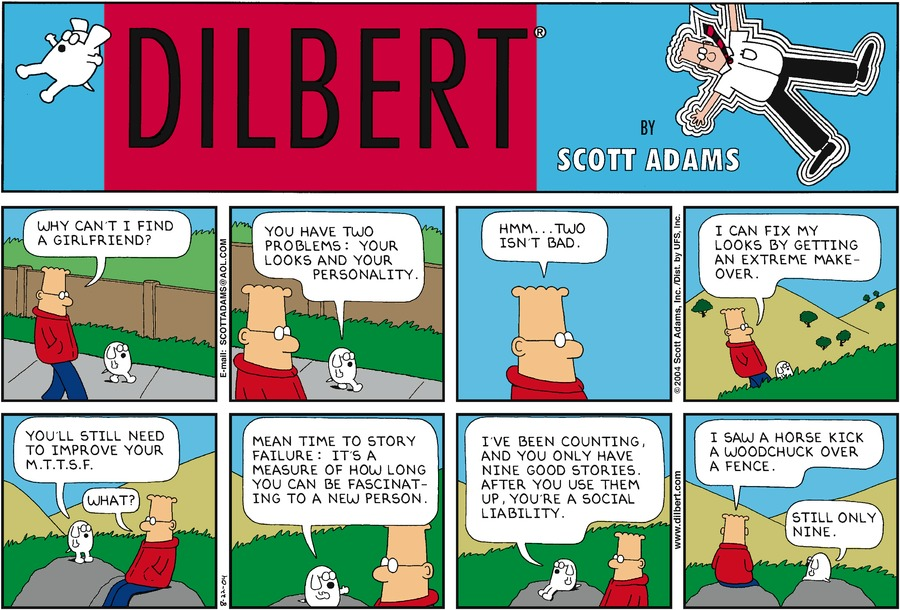 DILBERT®
BY
SCOTT ADAMS
WHY CAN'T I FIND
A GIRLFRIEND?
E-mail: SCOTTADAMS@AOL.COM
YOU HAVE TWO
PROBLEMS: YOUR
LOOKS AND YOUR
PERSONALITY.
HMM...TWO
ISN'T BAD.
© 2004 Scott Adams, Inc./Dist. by UFS, Inc.
I CAN FIX MY
LOOKS BY GETTING
AN EXTREME MAKE-
OVER.
YOU'LL STILL NEED
TO IMPROVE YOUR
M.T.T.S.F.
WHAT?
8-22-04
MEAN TIME TO STORY
FAILURE: IT'S A
MEASURE OF HOW LONG
YOU CAN BE FASCINAT-
ING TO A NEW PERSON.
I'VE BEEN COUNTING,
AND YOU ONLY HAVE
NINE GOOD STORIES.
AFTER YOU USE THEM
UP, YOU'RE A SOCIAL
LIABILITY.
www.dilbert.com
I SAW A HORSE KICK
A WOODCHUCK OVER
A FENCE.
STILL ONLY
NINE.